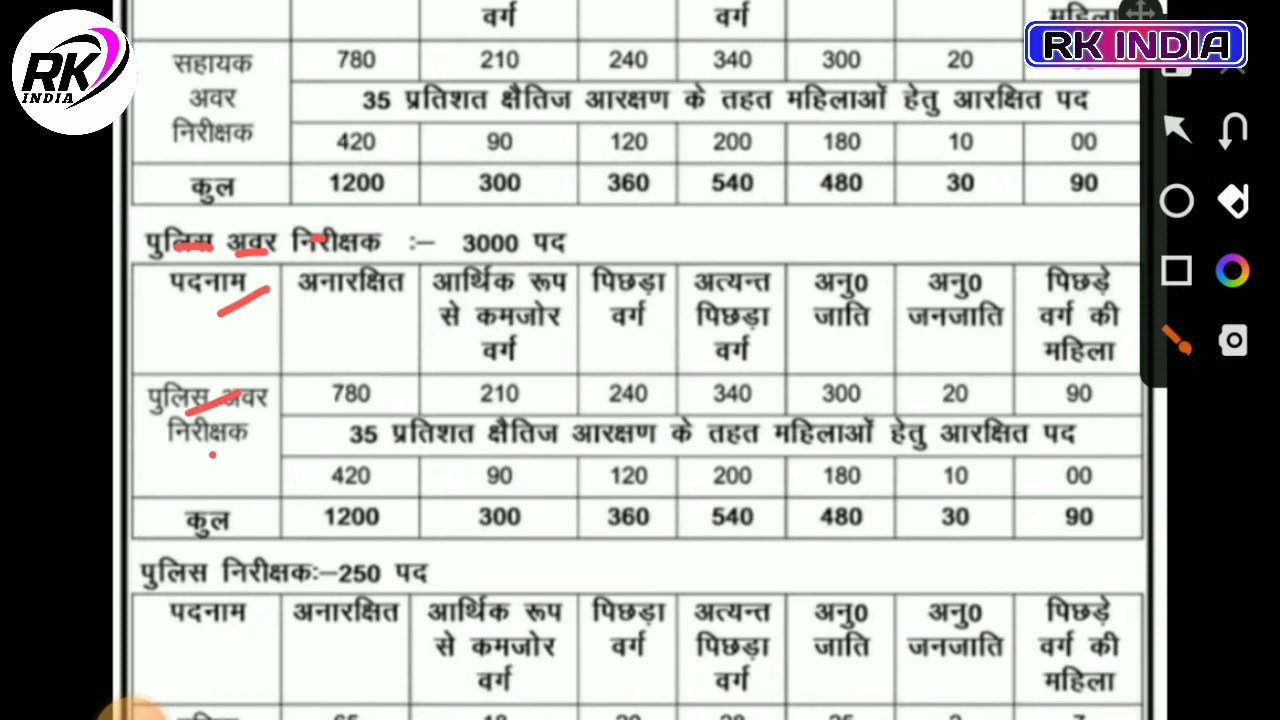 वर्ग वर्ग महिला
RK
INDIA
RK INDIA
सहायक अवर निरीक्षक 780 210 240 340 300 20
35 प्रतिशत क्षैतिज आरक्षण के तहत महिलाओं हेतु आरक्षित पद
420 90 120 200 180 10 00
कुल 1200 300 360 540 480 30 90
पुलिस अवर निरीक्षक :– 3000 पद
पदनाम अनारक्षित आर्थिक रूप से कमजोर वर्ग पिछड़ा वर्ग अत्यन्त पिछड़ा वर्ग अनु0 जाति अनु0 जनजाति पिछड़े वर्ग की महिला
पुलिस अवर निरीक्षक 780 210 240 340 300 20 90
35 प्रतिशत क्षैतिज आरक्षण के तहत महिलाओं हेतु आरक्षित पद
420 90 120 200 180 10 00
कुल 1200 300 360 540 480 30 90
पुलिस निरीक्षकः–250 पद
पदनाम अनारक्षित आर्थिक रूप से कमजोर वर्ग पिछड़ा वर्ग अत्यन्त पिछड़ा वर्ग अनु0 जाति अनु0 जनजाति पिछड़े वर्ग की महिला